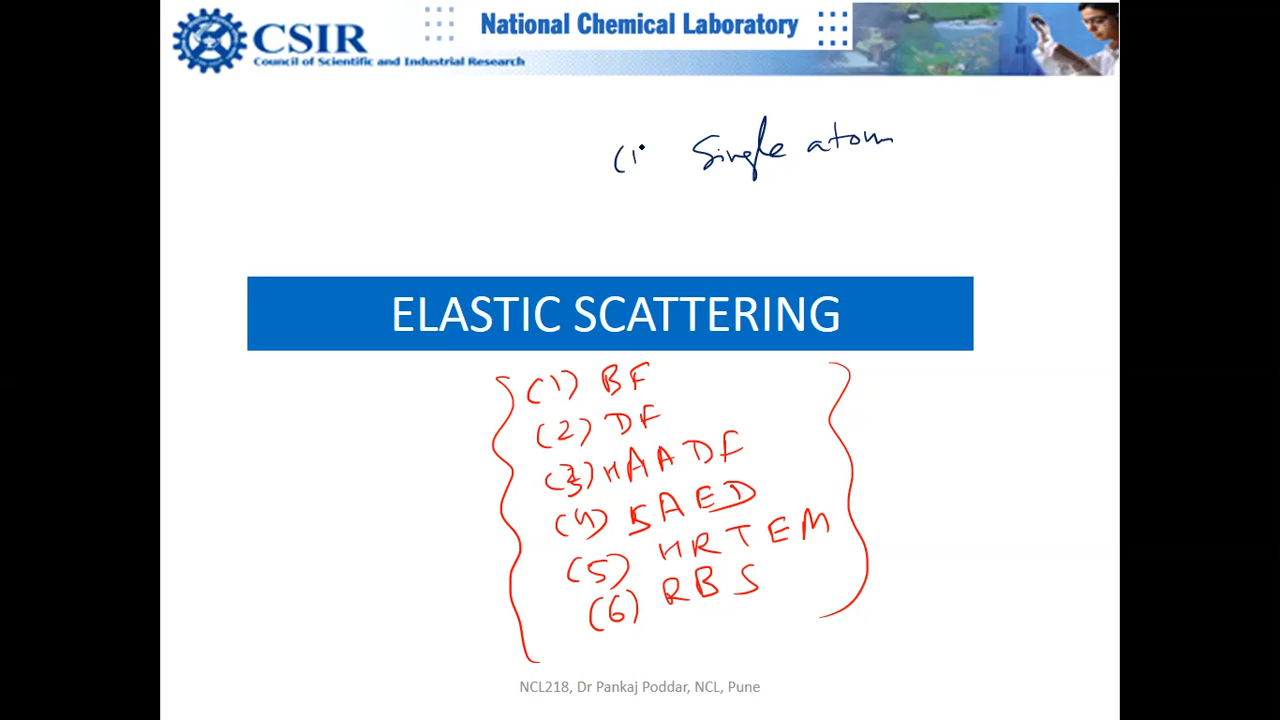 CSIR
Council of Scientific and Industrial Research
National Chemical Laboratory
(1 Single atom
ELASTIC SCATTERING
(1) BF
(2) DF
(3) HAADF
(4) SAED
(5) HRTEM
(6) RBS
NCL218, Dr Pankaj Poddar, NCL, Pune